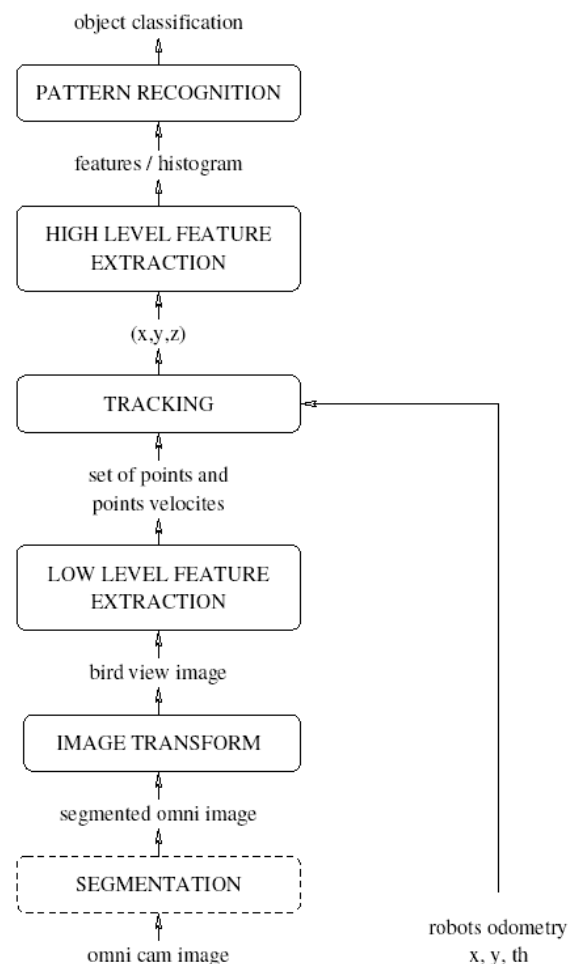 object classification
PATTERN RECOGNITION
features / histogram
HIGH LEVEL FEATURE
EXTRACTION
(x,y,z)
TRACKING
set of points and
points velocites
LOW LEVEL FEATURE
EXTRACTION
bird view image
IMAGE TRANSFORM
segmented omni image
SEGMENTATION
omni cam image
robots odometry
x, y, th